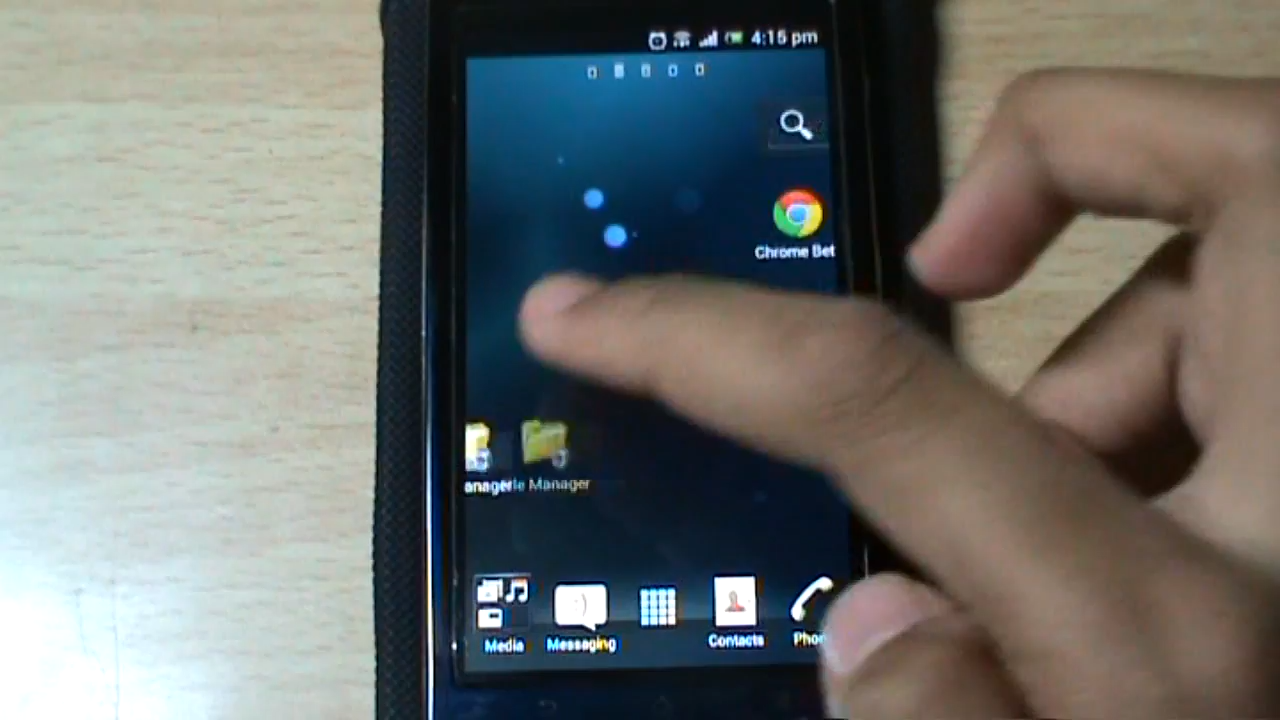 4:15 pm
Chrome Bet
anager le Manager
Media
Messaging
Contacts
Phon